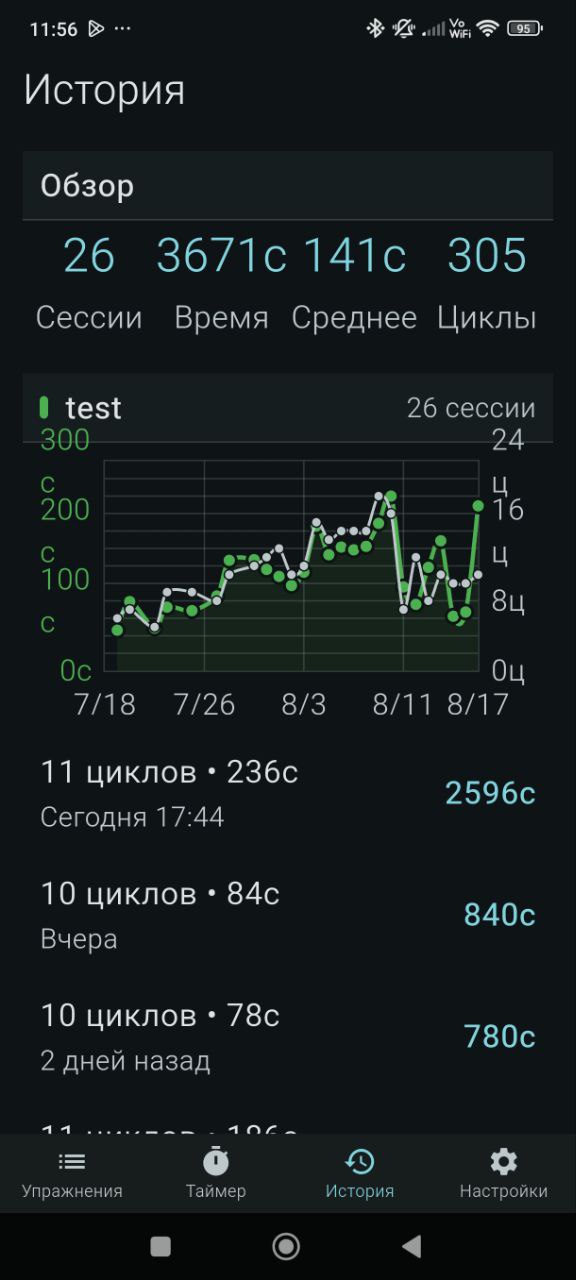 11:56
Vo
WiFi
95
История
Обзор
26 3671с 141с 305
Сессии Время Среднее Циклы
test 26 сессии
300 24
с ц
200 16
с ц
100 8ц
с
0с 0ц
7/18 7/26 8/3 8/11 8/17
11 циклов • 236с
2596с
Сегодня 17:44
10 циклов • 84с
840с
Вчера
10 циклов • 78с
780с
2 дней назад
11 циклов • 186с
Упражнения Таймер История Настройки